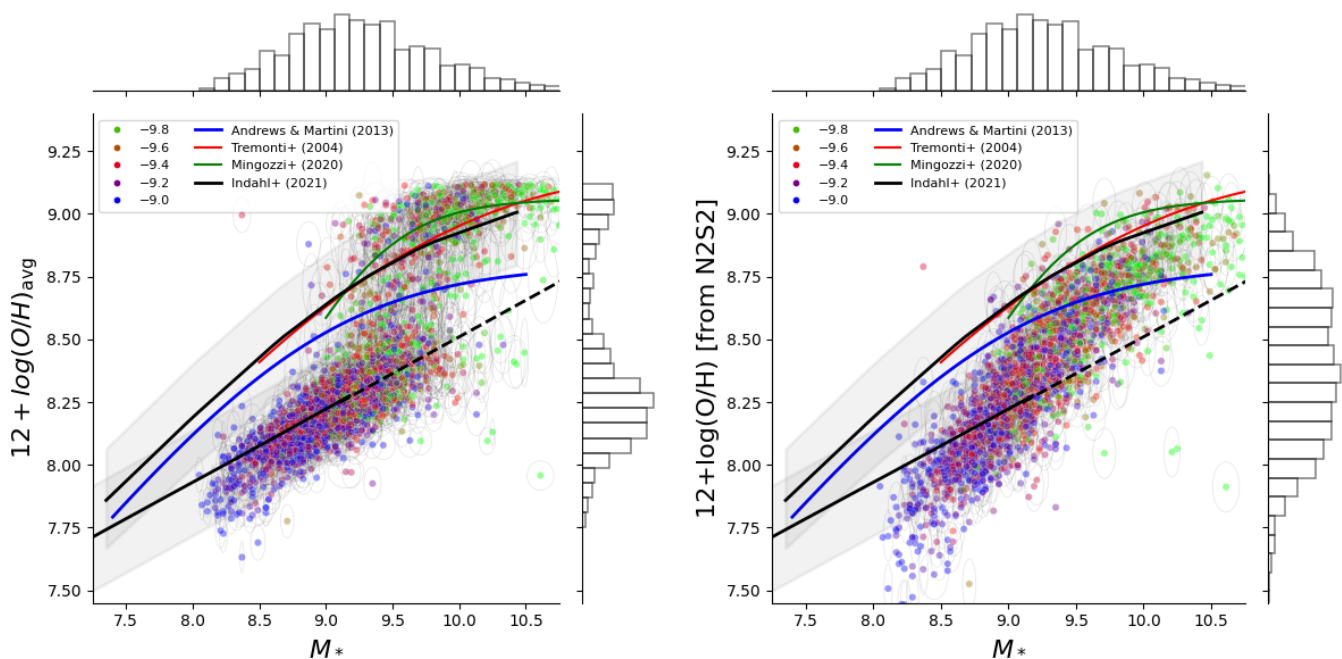 12 + log(O/H)avg
9.25
9.00
8.75
8.50
8.25
8.00
7.75
7.50
−9.8
−9.6
−9.4
−9.2
−9.0
Andrews & Martini (2013)
Tremonti+ (2004)
Mingozzi+ (2020)
Indahl+ (2021)
7.5 8.0 8.5 9.0 9.5 10.0 10.5
M*
12+log(O/H) [from N2S2]
9.25
9.00
8.75
8.50
8.25
8.00
7.75
7.50
−9.8
−9.6
−9.4
−9.2
−9.0
Andrews & Martini (2013)
Tremonti+ (2004)
Mingozzi+ (2020)
Indahl+ (2021)
7.5 8.0 8.5 9.0 9.5 10.0 10.5
M*